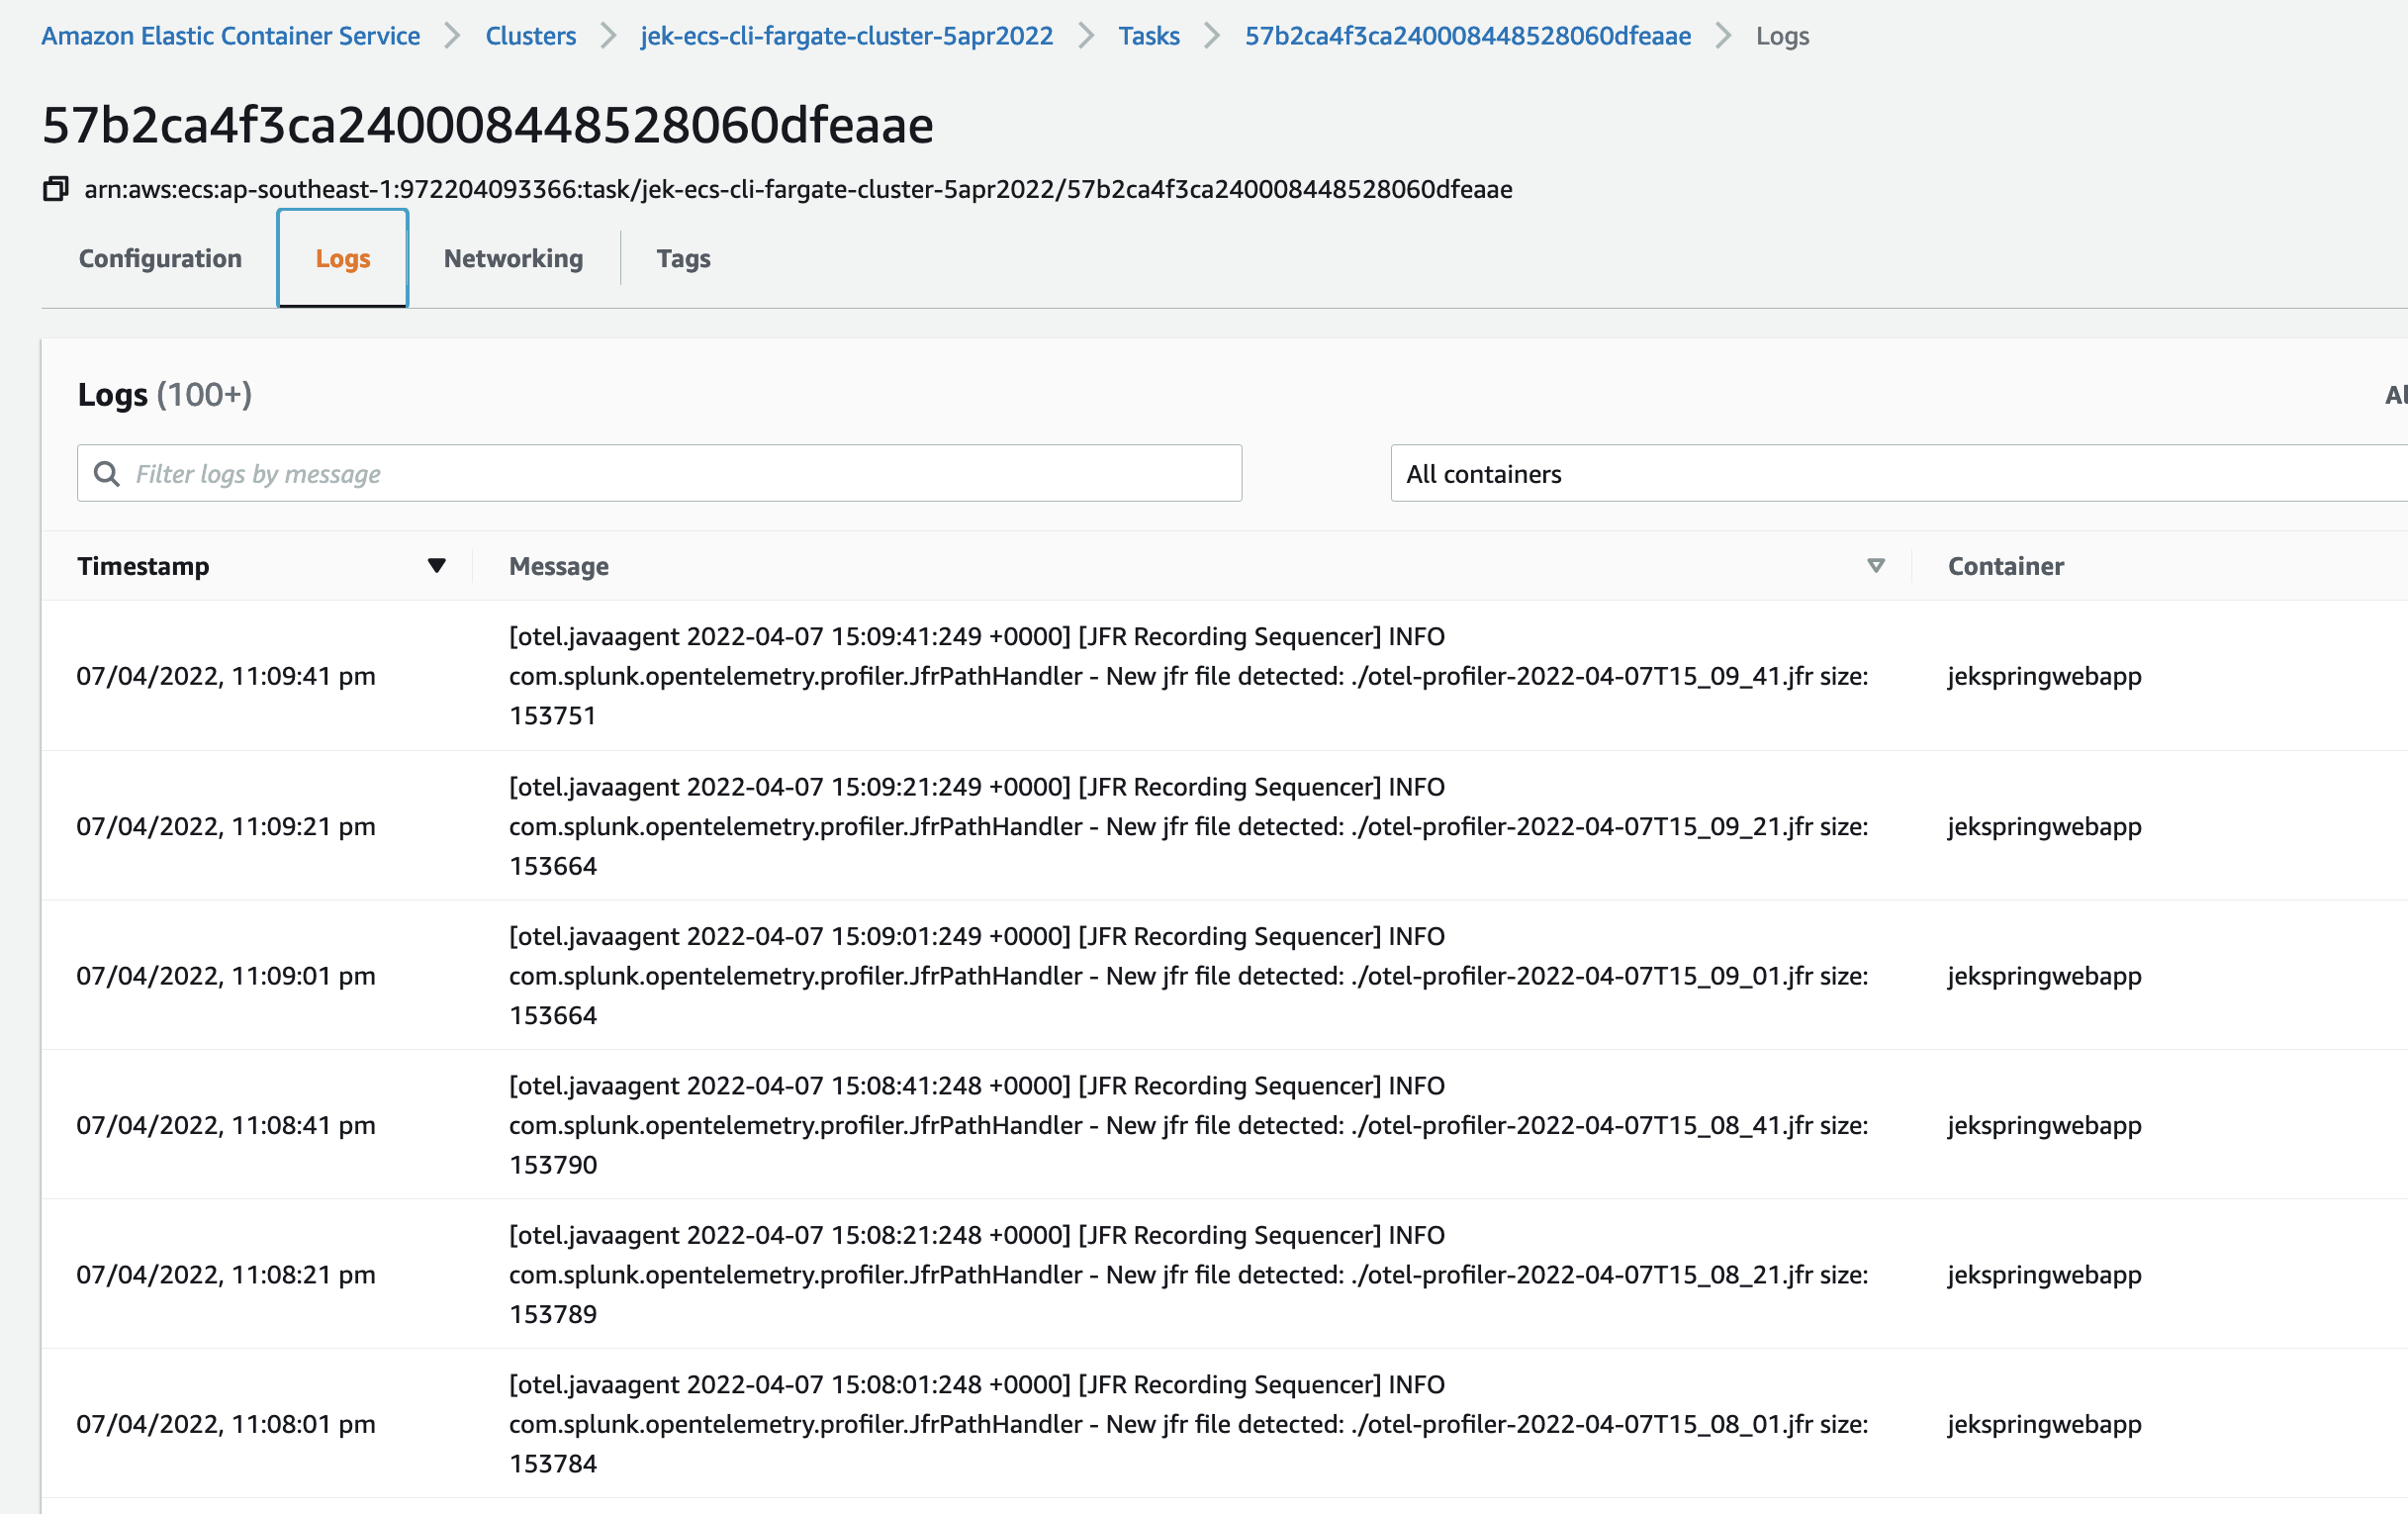 Amazon Elastic Container Service > Clusters > jek-ecs-cli-fargate-cluster-5apr2022 > Tasks > 57b2ca4f3ca240008448528060dfeaae > Logs
57b2ca4f3ca240008448528060dfeaae
arn:aws:ecs:ap-southeast-1:972204093366:task/jek-ecs-cli-fargate-cluster-5apr2022/57b2ca4f3ca240008448528060dfeaae
Configuration Logs Networking Tags
Logs (100+)
Filter logs by message All containers
Timestamp Message Container
[otel.javaagent 2022-04-07 15:09:41:249 +0000] [JFR Recording Sequencer] INFO
07/04/2022, 11:09:41 pm com.splunk.opentelemetry.profiler.JfrPathHandler - New jfr file detected: ./otel-profiler-2022-04-07T15_09_41.jfr size: jekspringwebapp
153751
[otel.javaagent 2022-04-07 15:09:21:249 +0000] [JFR Recording Sequencer] INFO
07/04/2022, 11:09:21 pm com.splunk.opentelemetry.profiler.JfrPathHandler - New jfr file detected: ./otel-profiler-2022-04-07T15_09_21.jfr size: jekspringwebapp
153664
[otel.javaagent 2022-04-07 15:09:01:249 +0000] [JFR Recording Sequencer] INFO
07/04/2022, 11:09:01 pm com.splunk.opentelemetry.profiler.JfrPathHandler - New jfr file detected: ./otel-profiler-2022-04-07T15_09_01.jfr size: jekspringwebapp
153664
[otel.javaagent 2022-04-07 15:08:41:248 +0000] [JFR Recording Sequencer] INFO
07/04/2022, 11:08:41 pm com.splunk.opentelemetry.profiler.JfrPathHandler - New jfr file detected: ./otel-profiler-2022-04-07T15_08_41.jfr size: jekspringwebapp
153790
[otel.javaagent 2022-04-07 15:08:21:248 +0000] [JFR Recording Sequencer] INFO
07/04/2022, 11:08:21 pm com.splunk.opentelemetry.profiler.JfrPathHandler - New jfr file detected: ./otel-profiler-2022-04-07T15_08_21.jfr size: jekspringwebapp
153789
[otel.javaagent 2022-04-07 15:08:01:248 +0000] [JFR Recording Sequencer] INFO
07/04/2022, 11:08:01 pm com.splunk.opentelemetry.profiler.JfrPathHandler - New jfr file detected: ./otel-profiler-2022-04-07T15_08_01.jfr size: jekspringwebapp
153784